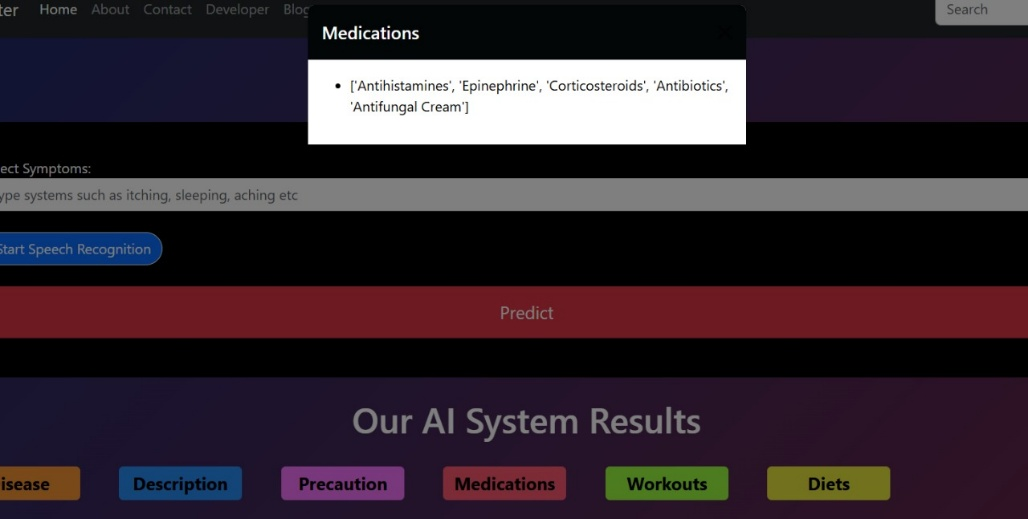 ter Home About Contact Developer Blog Search
Medications
• ['Antihistamines', 'Epinephrine', 'Corticosteroids', 'Antibiotics',
'Antifungal Cream']
ect Symptoms:
ype systems such as itching, sleeping, aching etc
Start Speech Recognition
Predict
Our AI System Results
isease Description Precaution Medications Workouts Diets